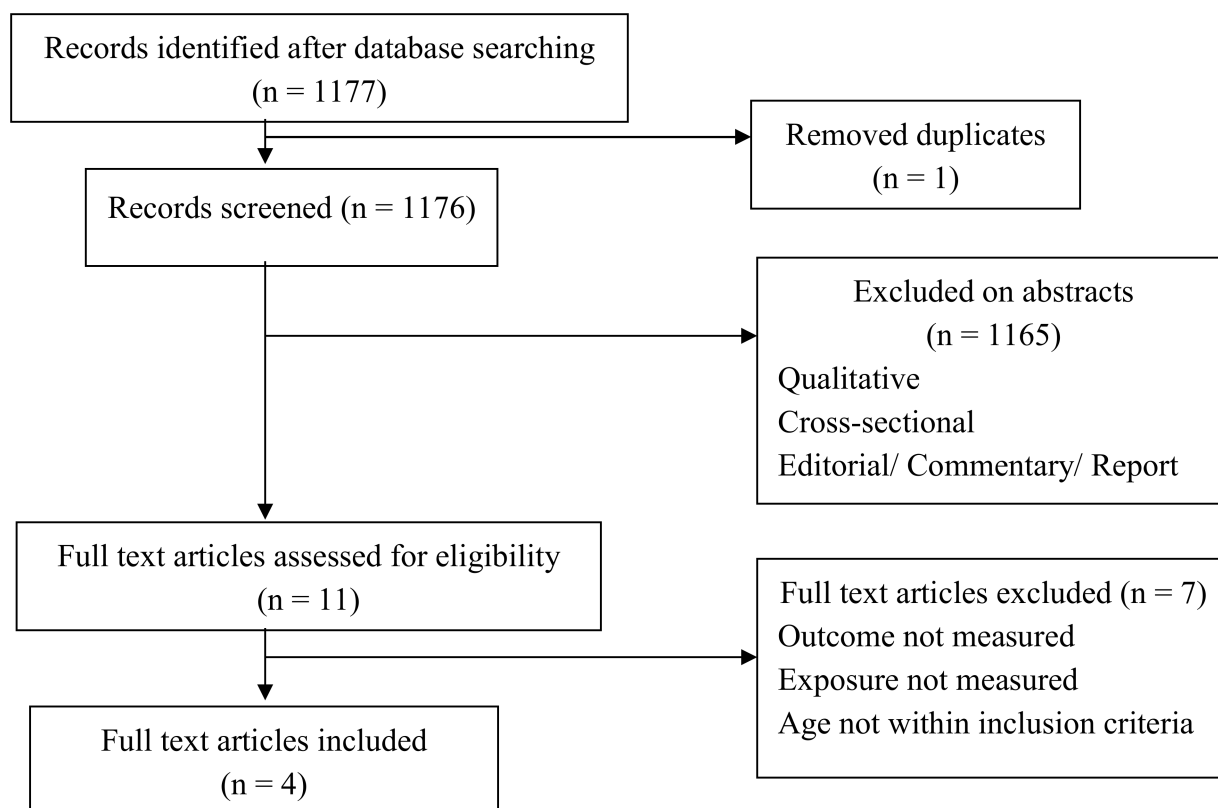 Records identified after database searching
(n = 1177)
Removed duplicates
(n = 1)
Records screened (n = 1176)
Excluded on abstracts
(n = 1165)
Qualitative
Cross-sectional
Editorial/ Commentary/ Report
Full text articles assessed for eligibility
(n = 11)
Full text articles excluded (n = 7)
Outcome not measured
Exposure not measured
Age not within inclusion criteria
Full text articles included
(n = 4)